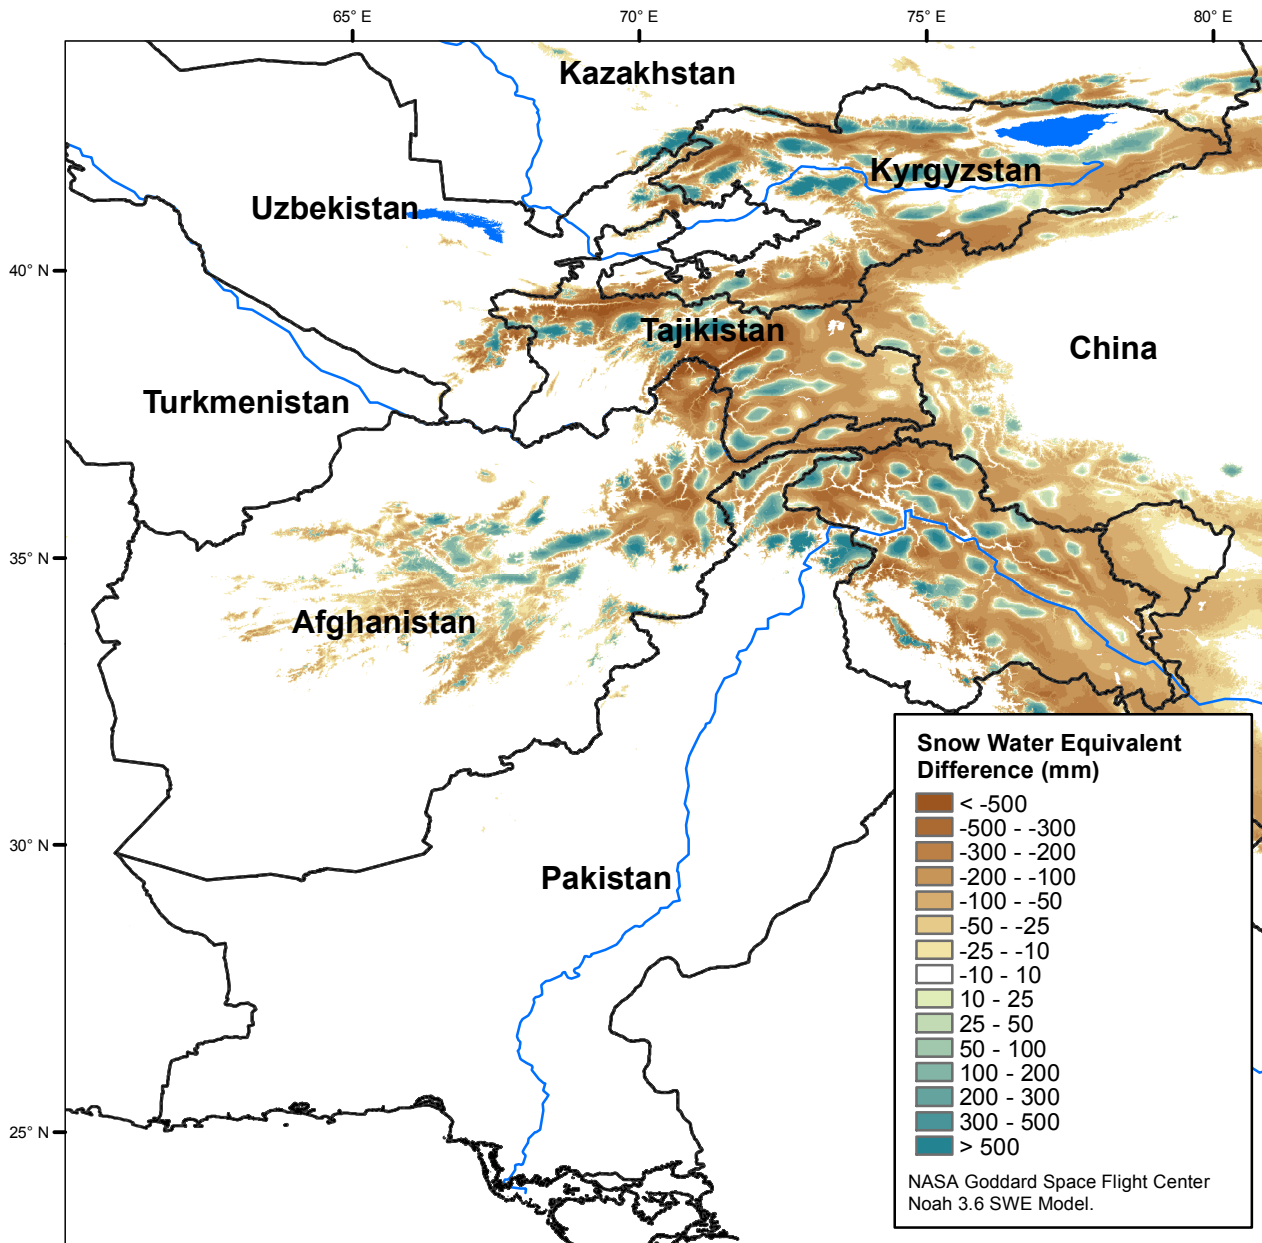 65° E
70° E
75° E
80° E
Kazakhstan
Kyrgyzstan
Uzbekistan
40° N
Tajikistan
China
Turkmenistan
35° N
Afghanistan
Snow Water Equivalent
Difference (mm)
< -500
-500 - -300
-300 - -200
-200 - -100
-100 - -50
-50 - -25
-25 - -10
-10 - 10
10 - 25
25 - 50
50 - 100
100 - 200
200 - 300
300 - 500
> 500
NASA Goddard Space Flight Center
Noah 3.6 SWE Model.
30° N
Pakistan
25° N